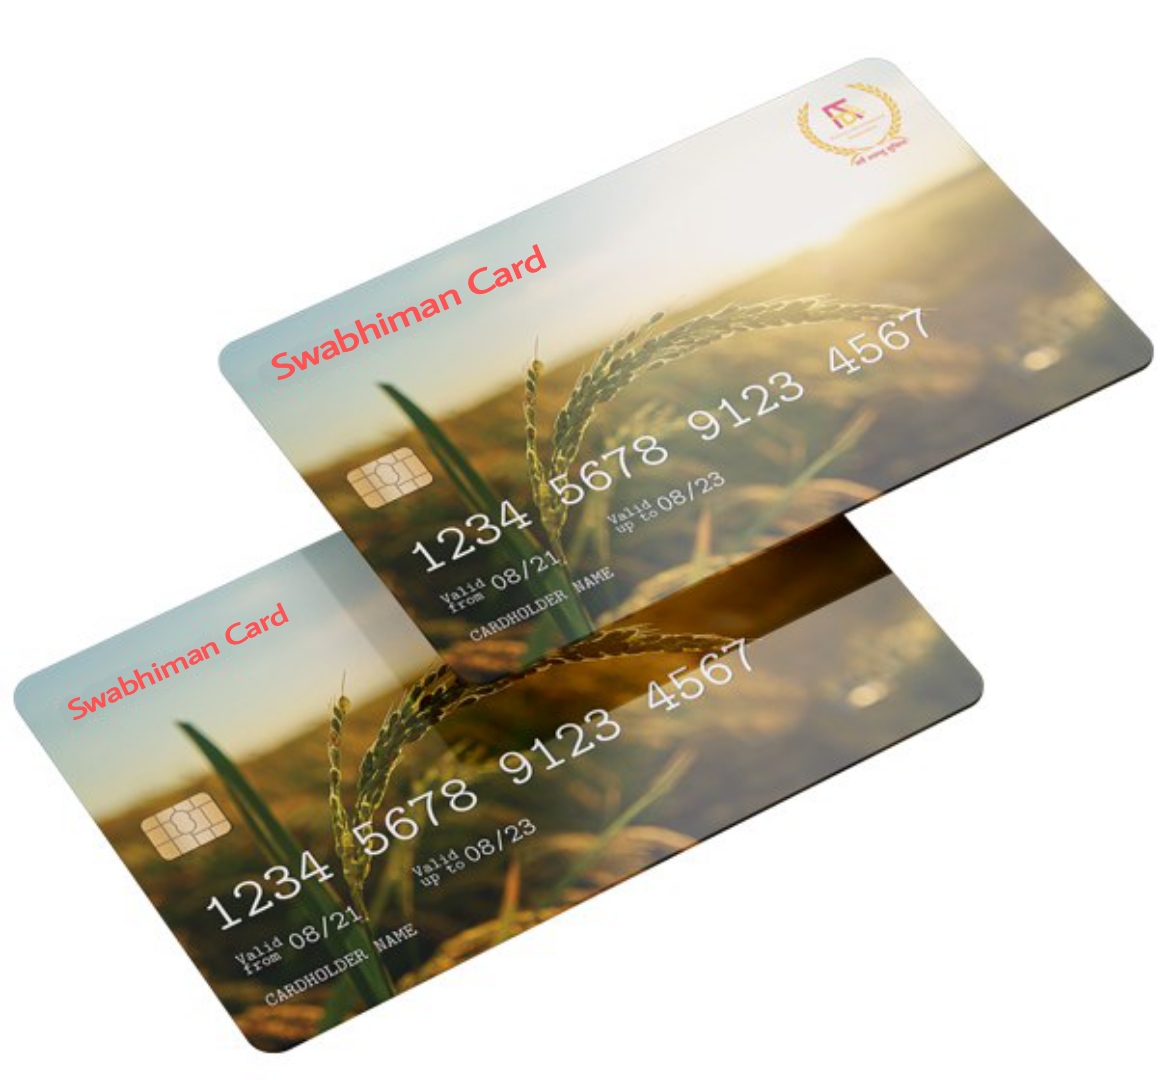 Swabhiman Card
1234 5678 9123 4567
Valid from 08/21
Valid up to 08/23
CARDHOLDER NAME
Swabhiman Card
1234 5678 9123 4567
Valid from 08/21
Valid up to 08/23
CARDHOLDER NAME